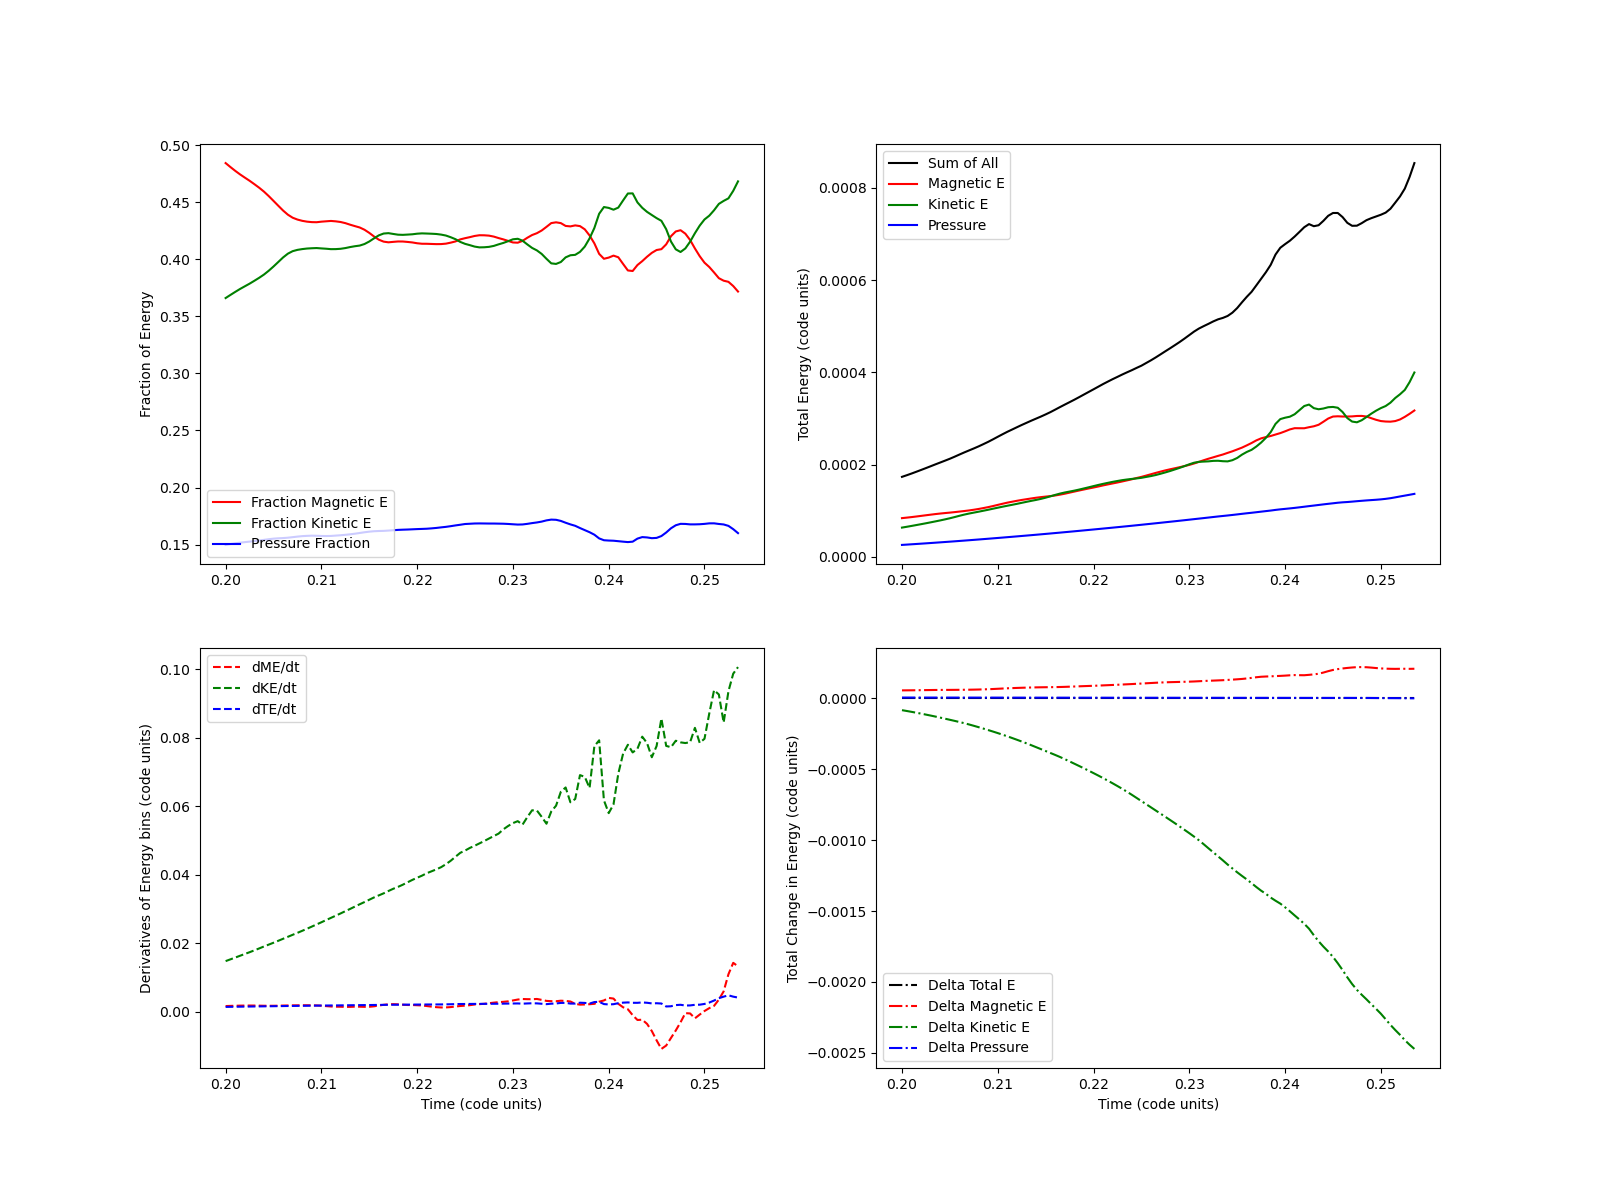 0.50
0.45
0.40
0.35
0.30
0.25
0.20
0.15
Fraction of Energy
Fraction Magnetic E
Fraction Kinetic E
Pressure Fraction
0.20 0.21 0.22 0.23 0.24 0.25
0.0008
0.0006
0.0004
0.0002
0.0000
Total Energy (code units)
Sum of All
Magnetic E
Kinetic E
Pressure
0.20 0.21 0.22 0.23 0.24 0.25
0.10
0.08
0.06
0.04
0.02
0.00
Derivatives of Energy bins (code units)
dME/dt
dKE/dt
dTE/dt
0.20 0.21 0.22 0.23 0.24 0.25
Time (code units)
0.0000
−0.0005
−0.0010
−0.0015
−0.0020
−0.0025
Total Change in Energy (code units)
Delta Total E
Delta Magnetic E
Delta Kinetic E
Delta Pressure
0.20 0.21 0.22 0.23 0.24 0.25
Time (code units)